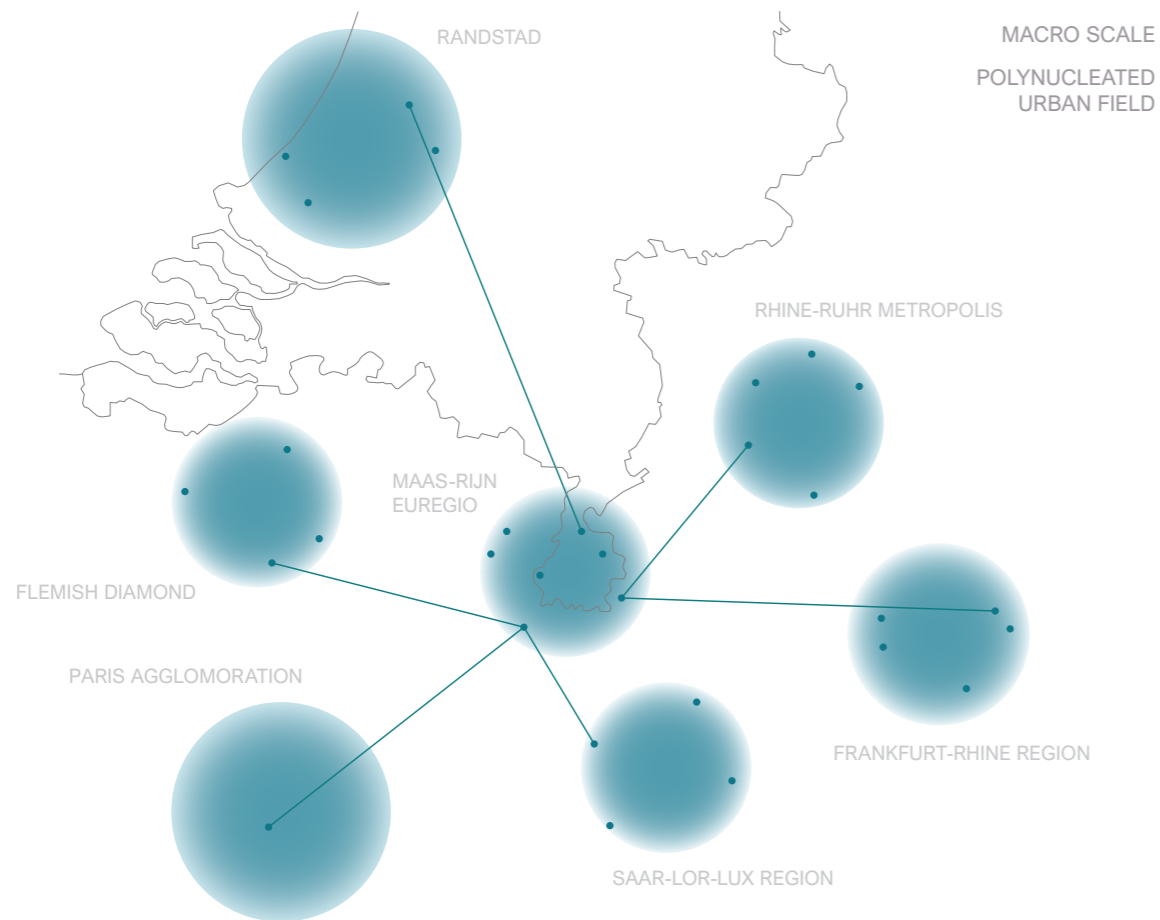 RANDSTAD
MACRO SCALE
POLYNUCLEATED
URBAN FIELD
RHINE-RUHR METROPOLIS
MAAS-RIJN
EUREGIO
FLEMISH DIAMOND
PARIS AGGLOMORATION
FRANKFURT-RHINE REGION
SAAR-LOR-LUX REGION